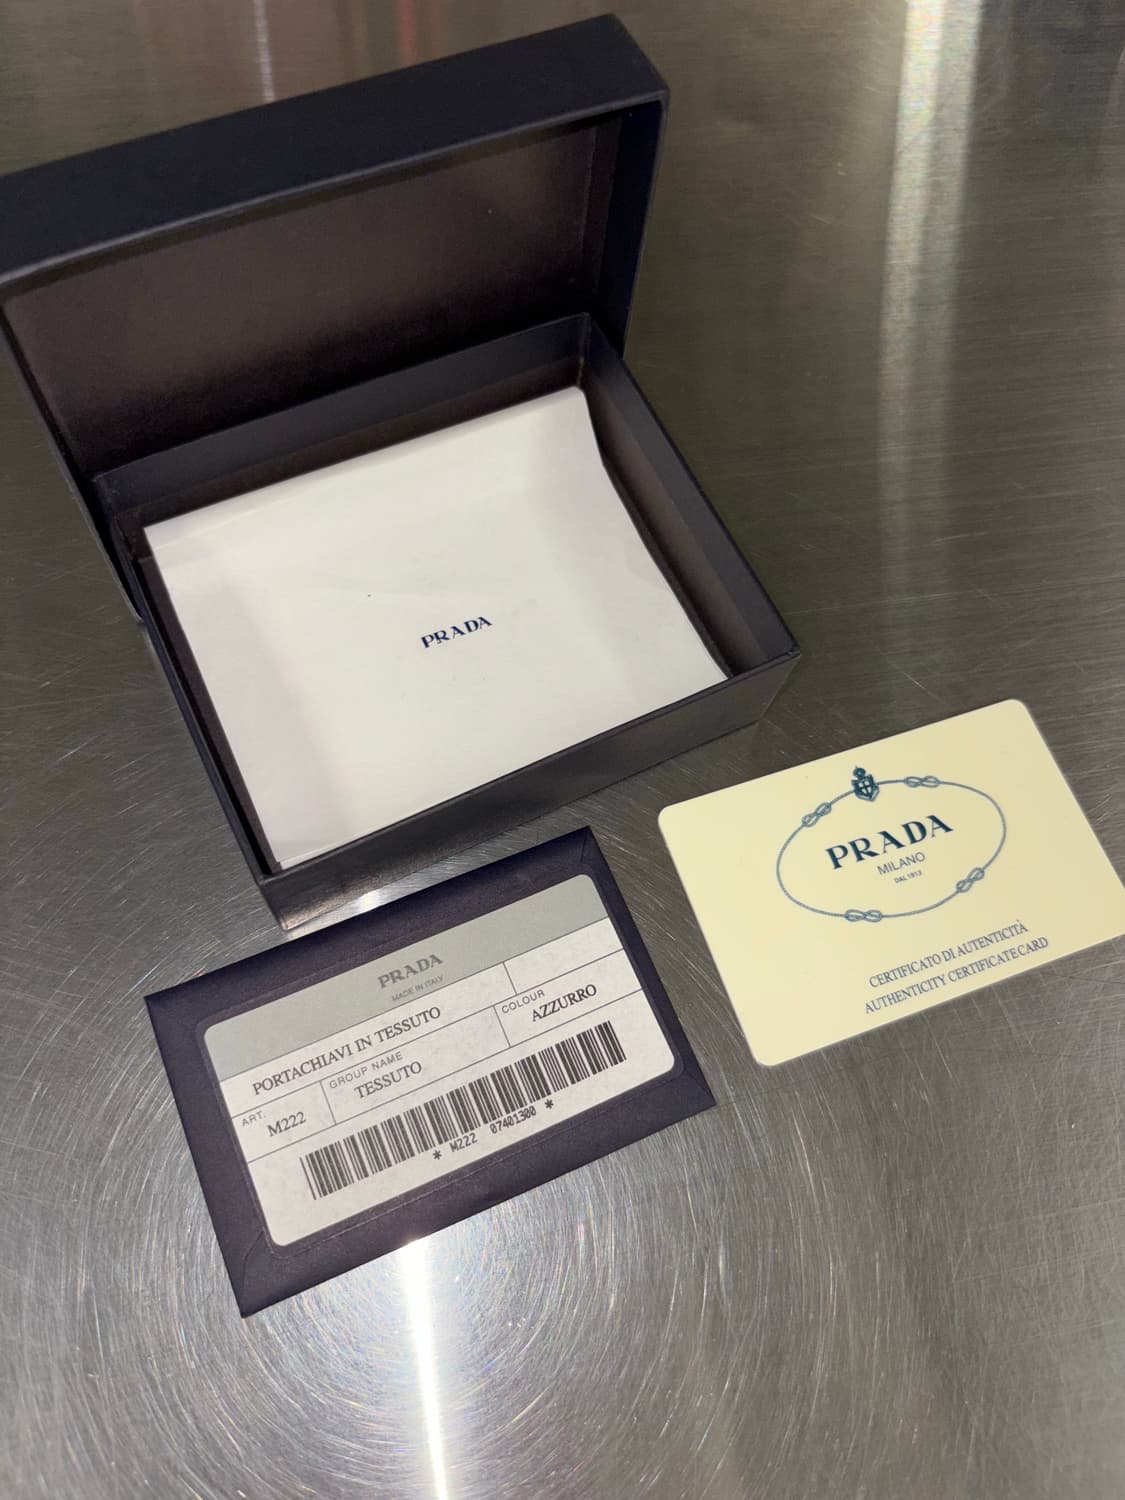 PRADA
PRADA
MILANO
DAL 1913
CERTIFICATO DI AUTENTICITÀ
AUTHENTICITY CERTIFICATE CARD
PRADA
MADE IN ITALY
PORTACHIAVI IN TESSUTO
ART. M222
GROUP NAME TESSUTO
COLOUR AZZURRO
* M222 07401300 *